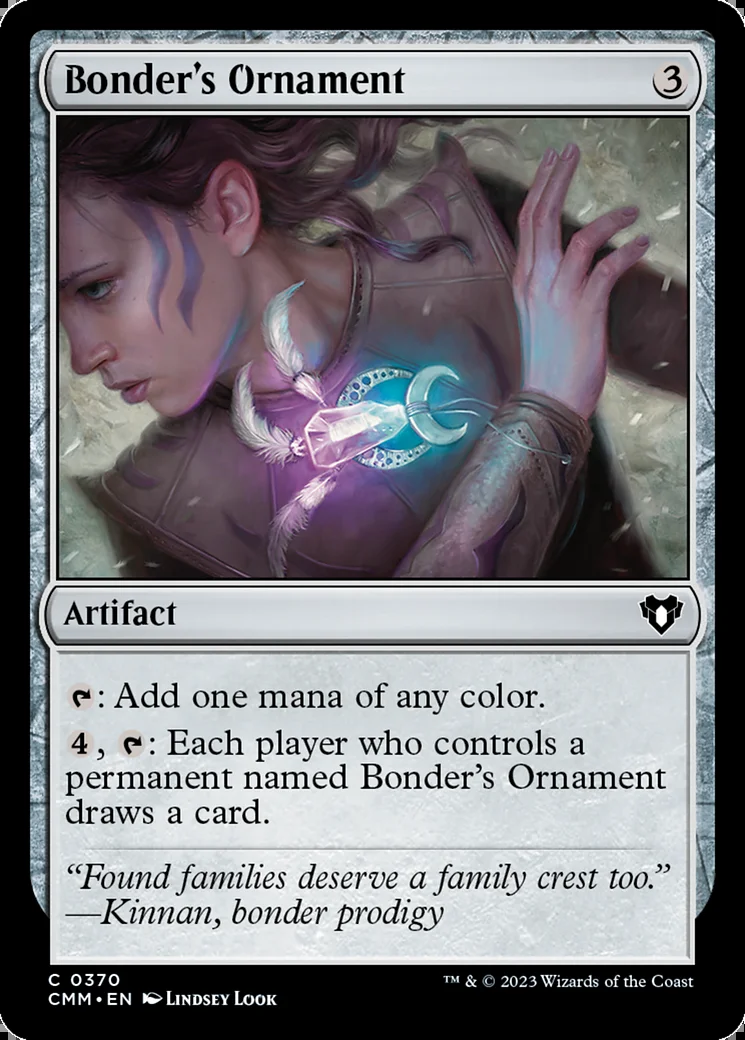 Bonder's Ornament 3
Artifact
: Add one mana of any color.
4, : Each player who controls a
permanent named Bonder's Ornament
draws a card.
“Found families deserve a family crest too.”
—Kinnan, bonder prodigy
C 0370
CMM • EN Lindsey Look
™ & © 2023 Wizards of the Coast